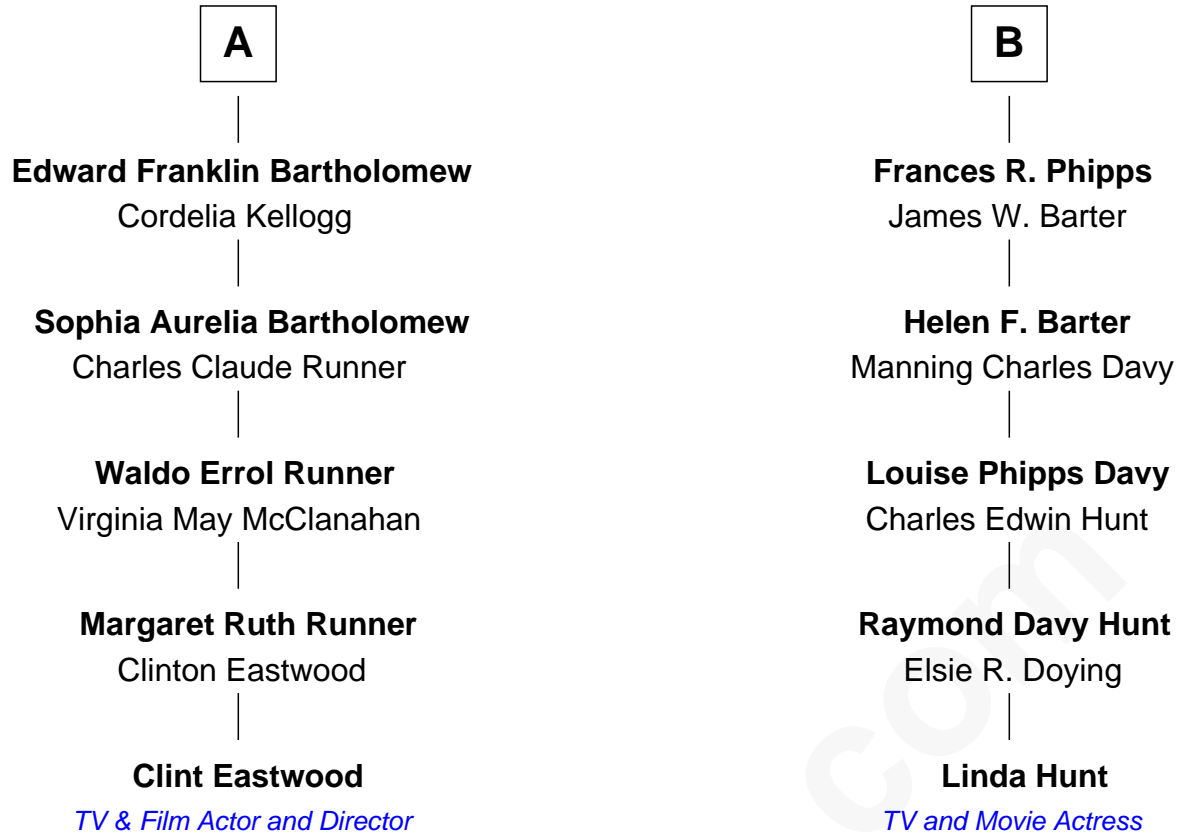 A
Edward Franklin Bartholomew
Cordelia Kellogg
Sophia Aurelia Bartholomew
Charles Claude Runner
Waldo Errol Runner
Virginia May McClanahan
Margaret Ruth Runner
Clinton Eastwood
Clint Eastwood
TV & Film Actor and Director
B
Frances R. Phipps
James W. Barter
Helen F. Barter
Manning Charles Davy
Louise Phipps Davy
Charles Edwin Hunt
Raymond Davy Hunt
Elsie R. Doying
Linda Hunt
TV and Movie Actress
com